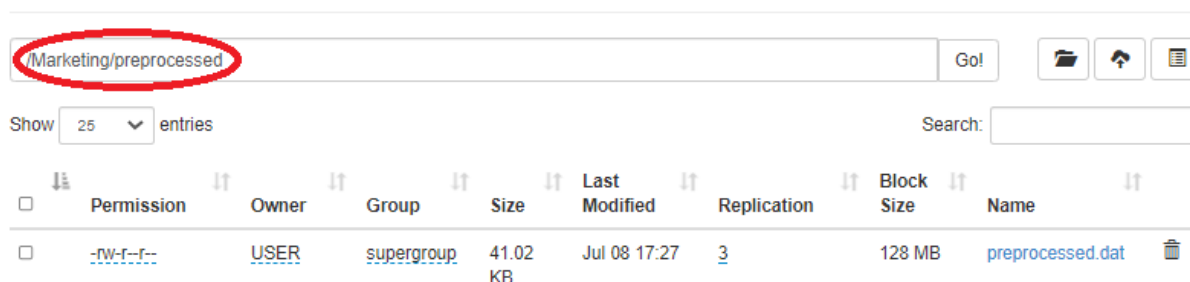 /Marketing/preprocessed Go!
Show 25 entries Search:
Permission Owner Group Size Last Modified Replication Block Size Name
-rw-r--r-- USER supergroup 41.02 KB Jul 08 17:27 3 128 MB preprocessed.dat